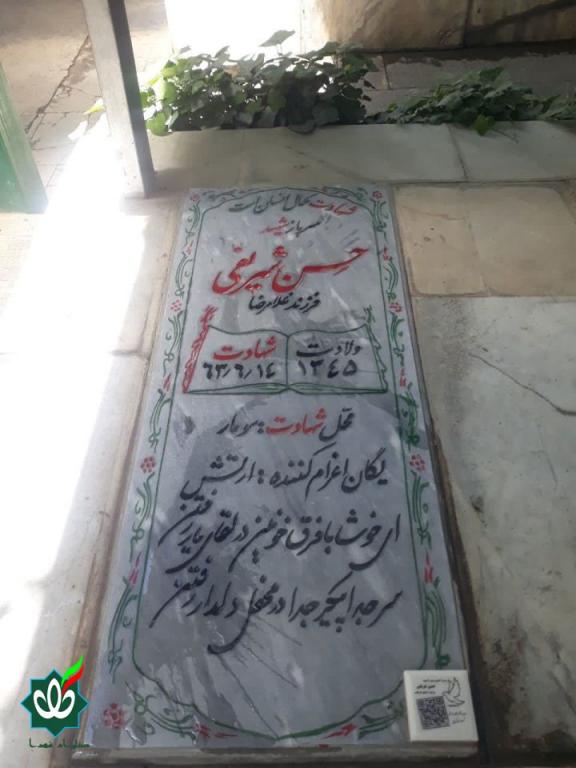 شهادت کمال انسان است
سرباز شهید
حسن شریفی
فرزند غلامرضا
ولادت
۱۳۴۵
شهادت
۶۳٫۶٫۱۴
محل شهادت: سومار
یگان اعزام کننده: ارتش
ای خوشا با فرق خونین در لقای یار رفتن
سر جدا پیکر جدا در محفل دلدار رفتن